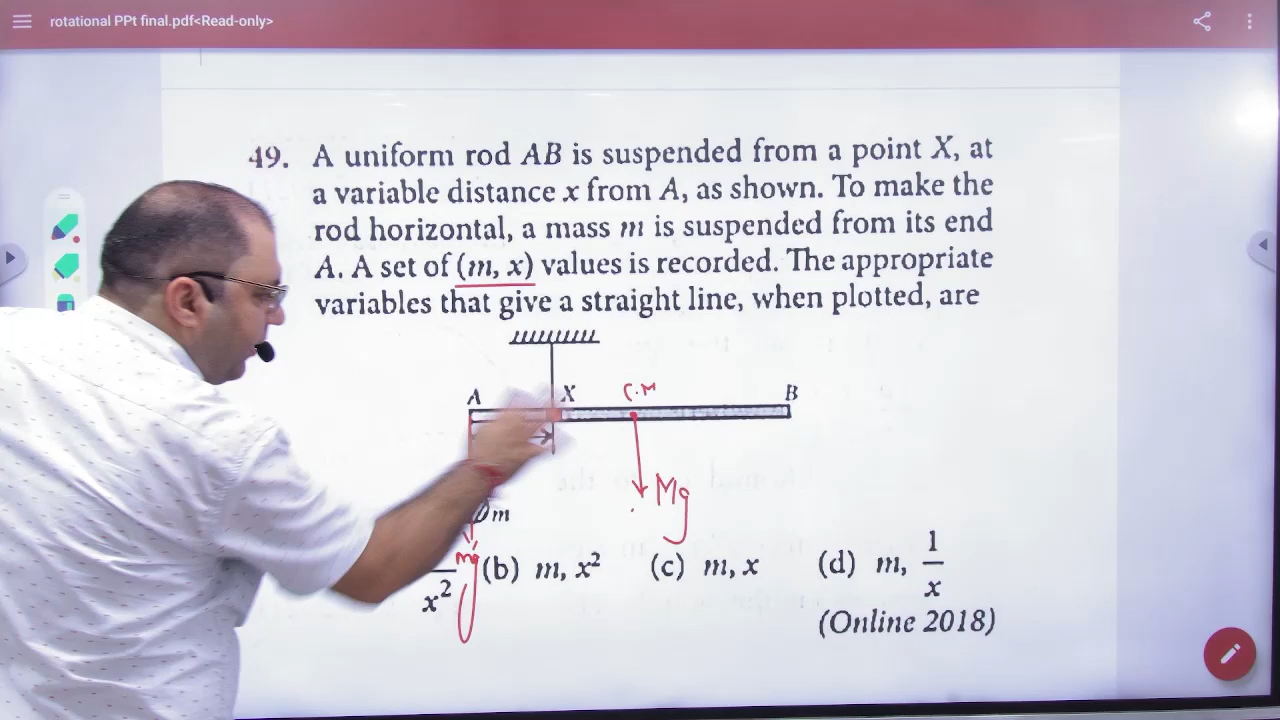 rotational PPt final.pdf<Read-only>
49. A uniform rod AB is suspended from a point X, at
a variable distance x from A, as shown. To make the
rod horizontal, a mass m is suspended from its end
A. A set of (m, x) values is recorded. The appropriate
variables that give a straight line, when plotted, are
A X C.M B
Mg
m
mg
x² (b) m, x² (c) m, x (d) m, 1/x
(Online 2018)